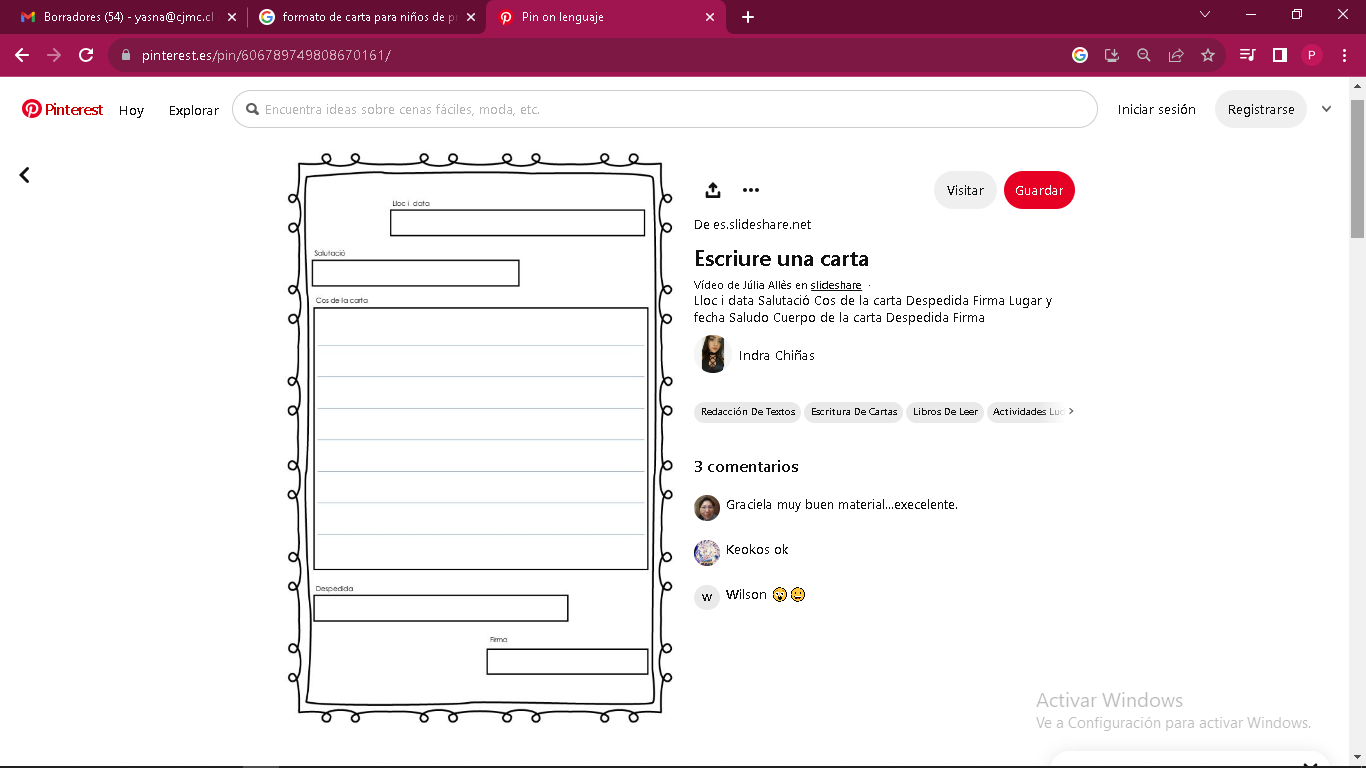 Borradores (54) - yasna@cjmc.cl
formato de carta para niños de pr
Pin on lenguaje
pinterest.es/pin/606789749808670161/
P
Pinterest
Hoy
Explorar
Encuentra ideas sobre cenas fáciles, moda, etc.
Iniciar sesión
Registrarse
Lloc i data
Salutació
Cos de la carta
Despedida
Firma
Visitar
Guardar
De es.slideshare.net
Escriure una carta
Vídeo de Júlia Allès en slideshare ·
Lloc i data Salutació Cos de la carta Despedida Firma Lugar y
fecha Saludo Cuerpo de la carta Despedida Firma
Indra Chiñas
Redacción De Textos
Escritura De Cartas
Libros De Leer
Actividades Luc
3 comentarios
Graciela muy buen material...execelente.
Keokos ok
W
Wilson 😲😀
Activar Windows
Ve a Configuración para activar Windows.